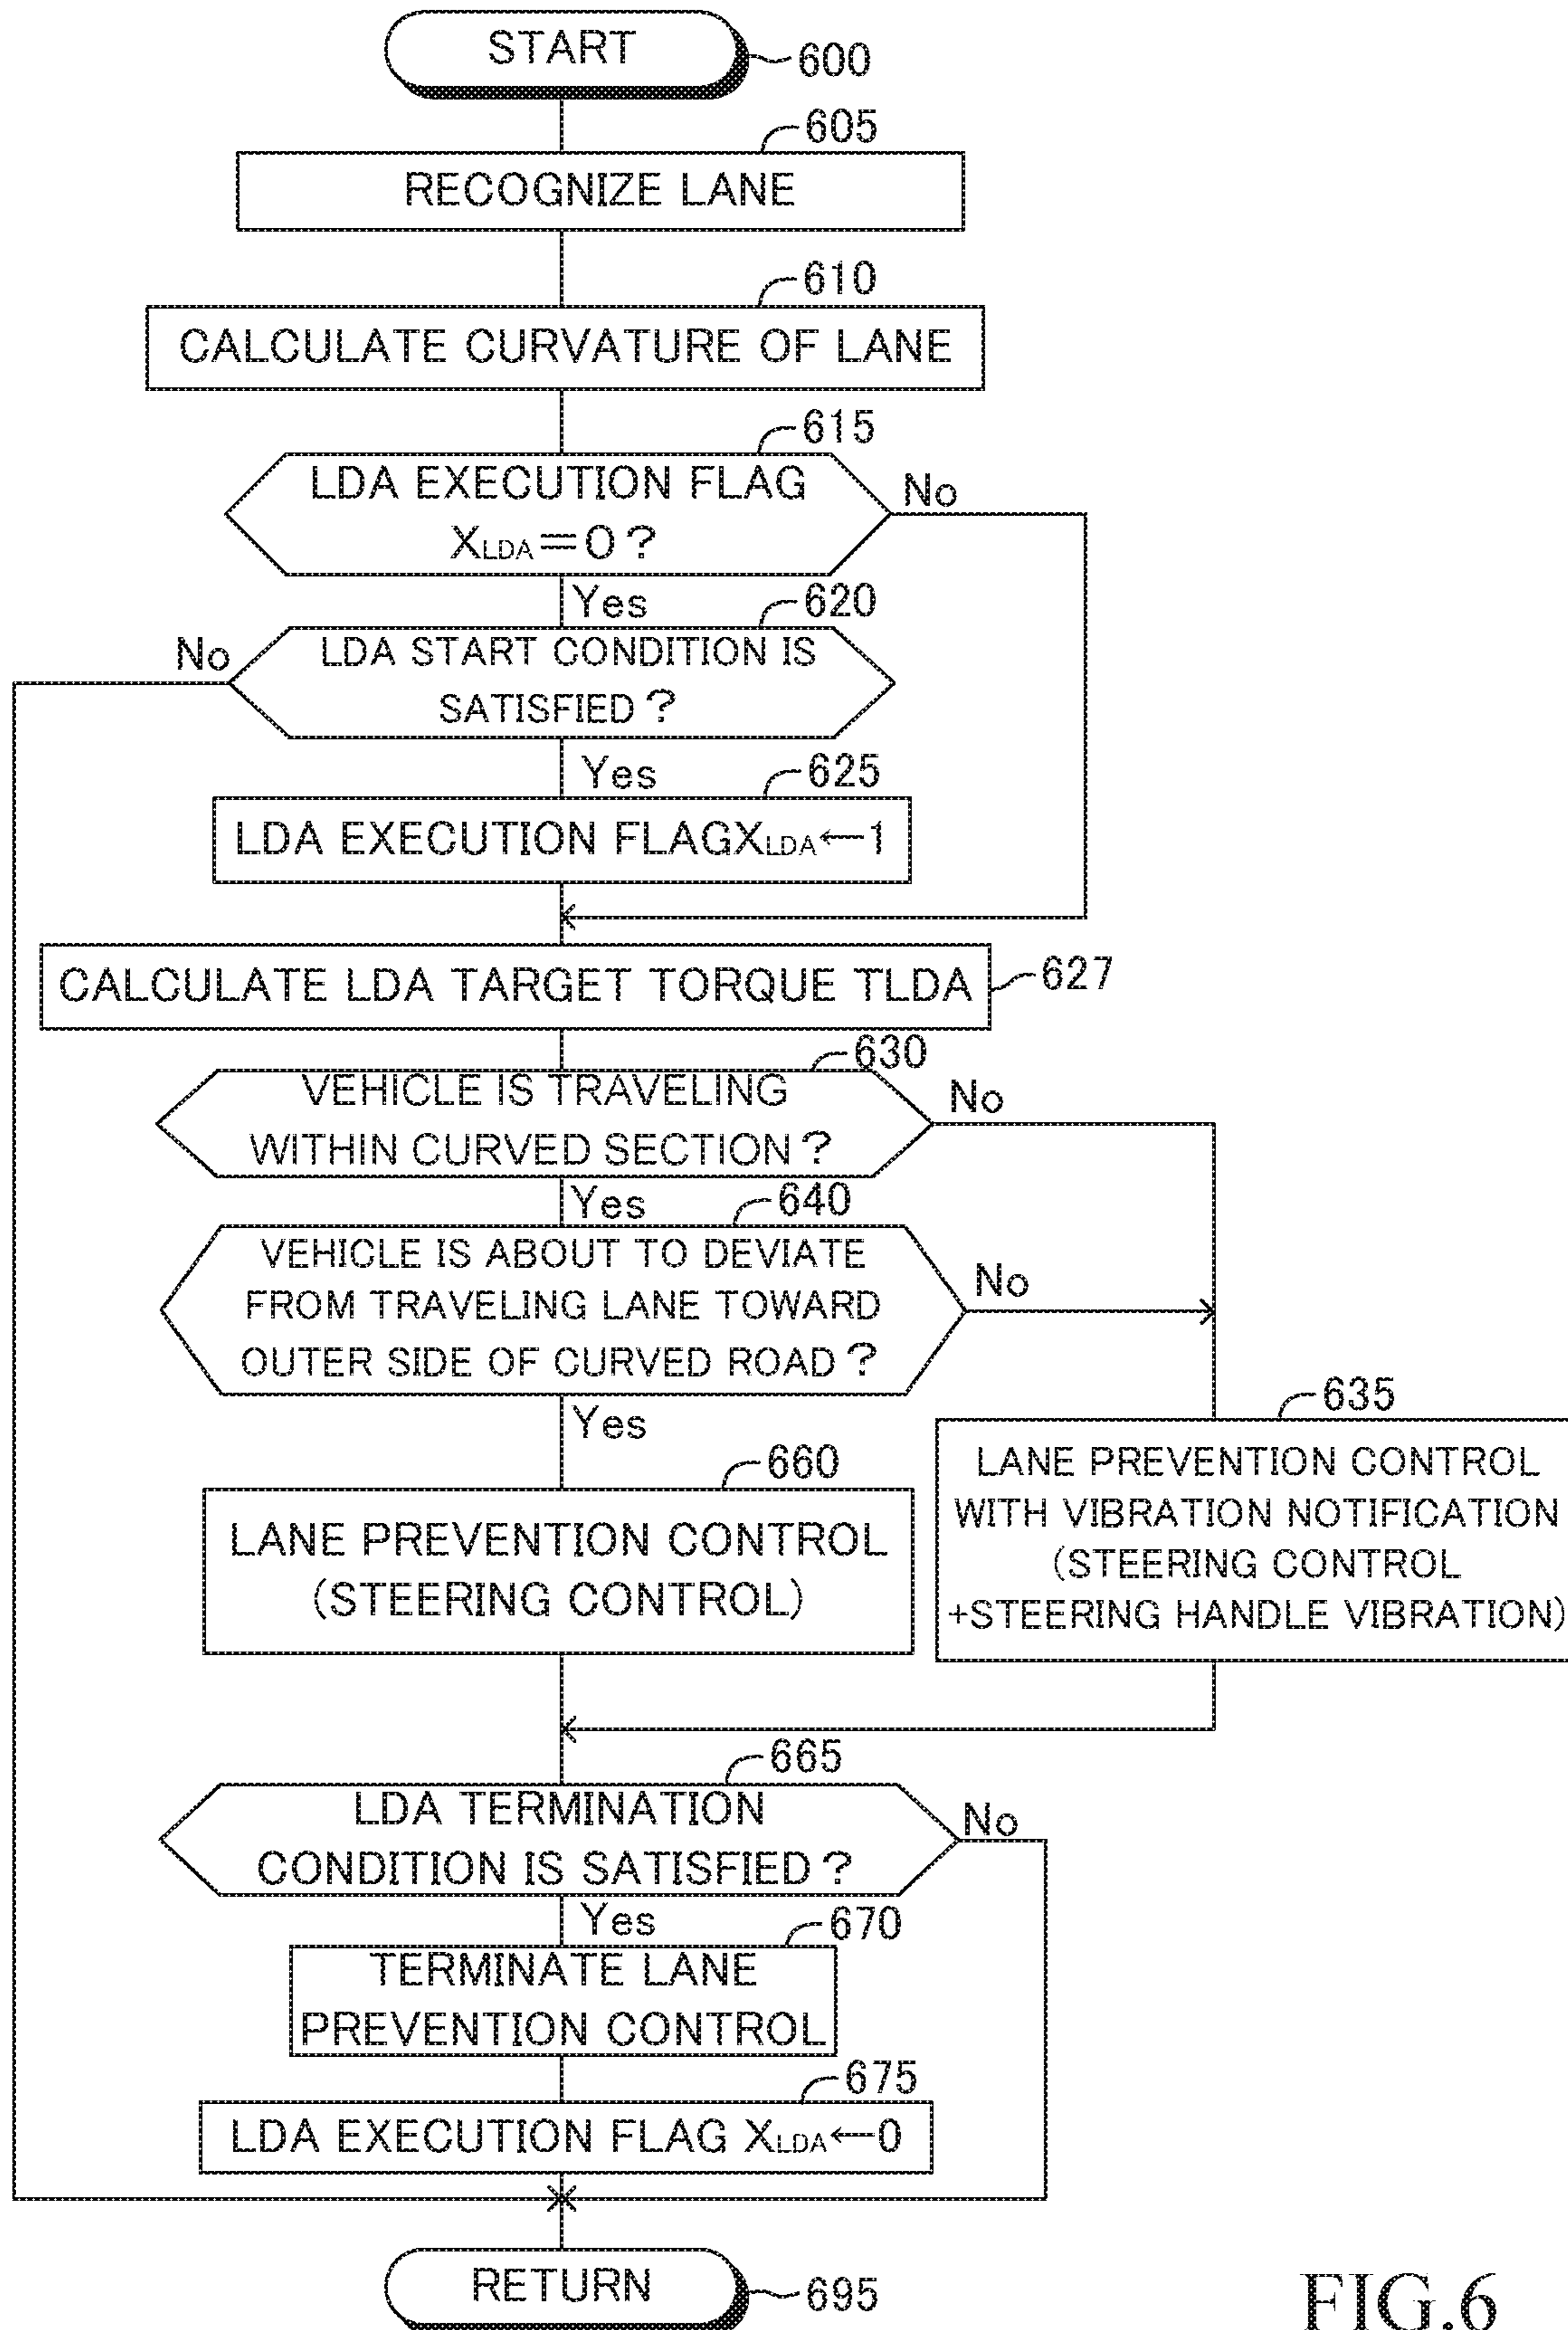 START
600
605
RECOGNIZE LANE
610
CALCULATE CURVATURE OF LANE
615
LDA EXECUTION FLAG
XLDA=0?
No
Yes
620
No
LDA START CONDITION IS
SATISFIED?
Yes
625
LDA EXECUTION FLAGXLDA←1
CALCULATE LDA TARGET TORQUE TLDA
627
630
VEHICLE IS TRAVELING
WITHIN CURVED SECTION?
No
Yes
640
VEHICLE IS ABOUT TO DEVIATE
FROM TRAVELING LANE TOWARD
OUTER SIDE OF CURVED ROAD?
No
Yes
635
LANE PREVENTION CONTROL
WITH VIBRATION NOTIFICATION
(STEERING CONTROL
+STEERING HANDLE VIBRATION)
660
LANE PREVENTION CONTROL
(STEERING CONTROL)
665
LDA TERMINATION
CONDITION IS SATISFIED?
No
Yes
670
TERMINATE LANE
PREVENTION CONTROL
675
LDA EXECUTION FLAG XLDA←0
RETURN
695
FIG.6